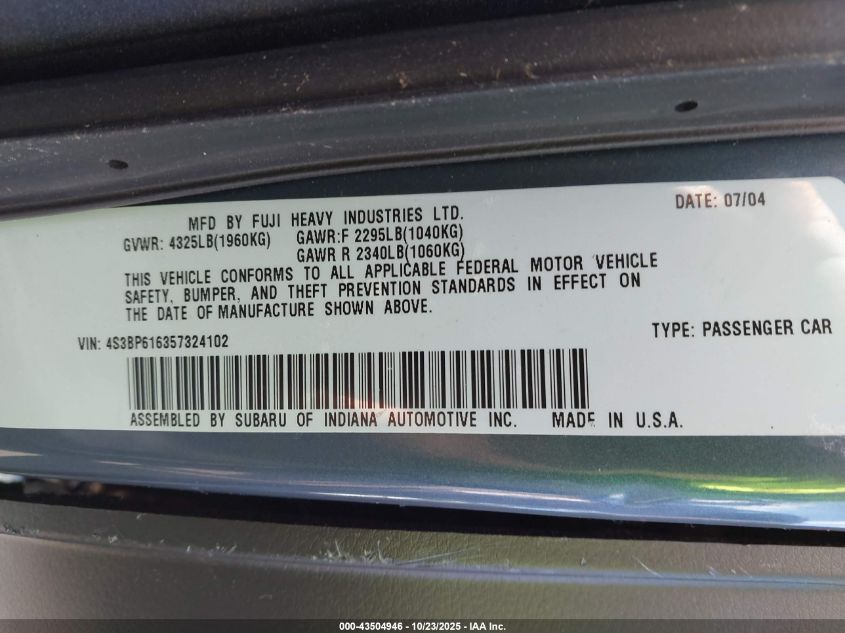 MFD BY FUJI HEAVY INDUSTRIES LTD. DATE: 07/04
GVWR: 4325LB(1960KG) GAWR:F 2295LB(1040KG)
GAWR R 2340LB(1060KG)
THIS VEHICLE CONFORMS TO ALL APPLICABLE FEDERAL MOTOR VEHICLE
SAFETY, BUMPER, AND THEFT PREVENTION STANDARDS IN EFFECT ON
THE DATE OF MANUFACTURE SHOWN ABOVE.
VIN: 4S3BP616357324102 TYPE: PASSENGER CAR
ASSEMBLED BY SUBARU OF INDIANA AUTOMOTIVE INC. MADE IN U.S.A.
000-43504946 - 10/23/2025 - IAA Inc.